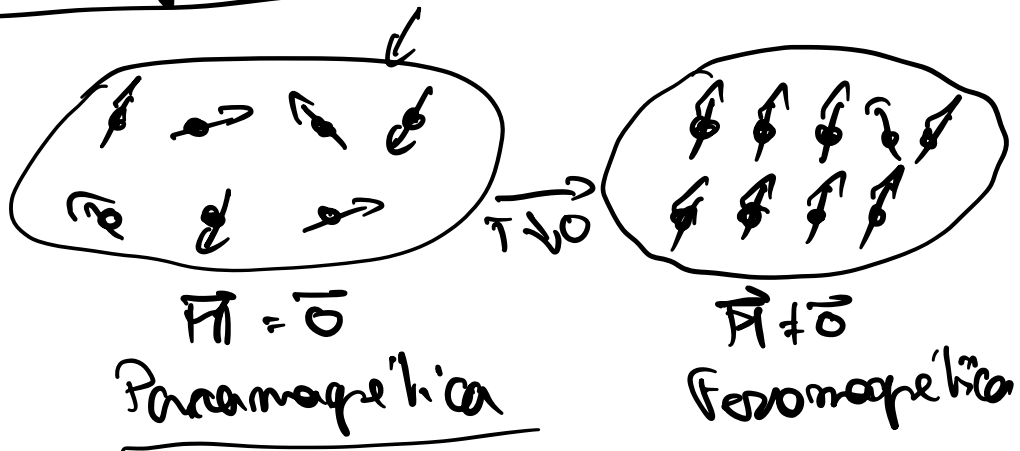 T↓0
M⃗ = 0⃗
M⃗ ≠ 0⃗
Paramagnética
Ferromagnética